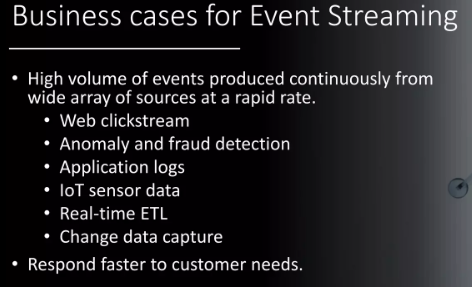 Business cases for Event Streaming
• High volume of events produced continuously from
wide array of sources at a rapid rate.
• Web clickstream
• Anomaly and fraud detection
• Application logs
• IoT sensor data
• Real-time ETL
• Change data capture
• Respond faster to customer needs.